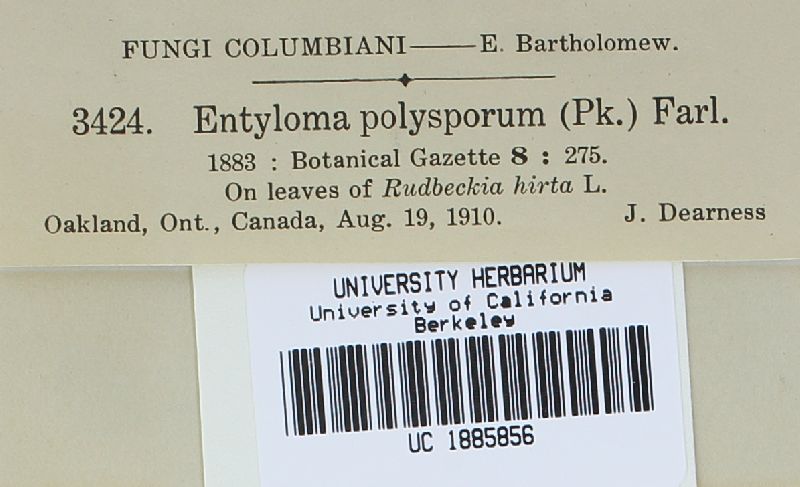 FUNGI COLUMBIANI—E. Bartholomew.
3424. Entyloma polysporum (Pk.) Farl.
1883 : Botanical Gazette 8 : 275.
On leaves of Rudbeckia hirta L.
Oakland, Ont., Canada, Aug. 19, 1910. J. Dearness
UNIVERSITY HERBARIUM
University of California
Berkeley
UC 1885856